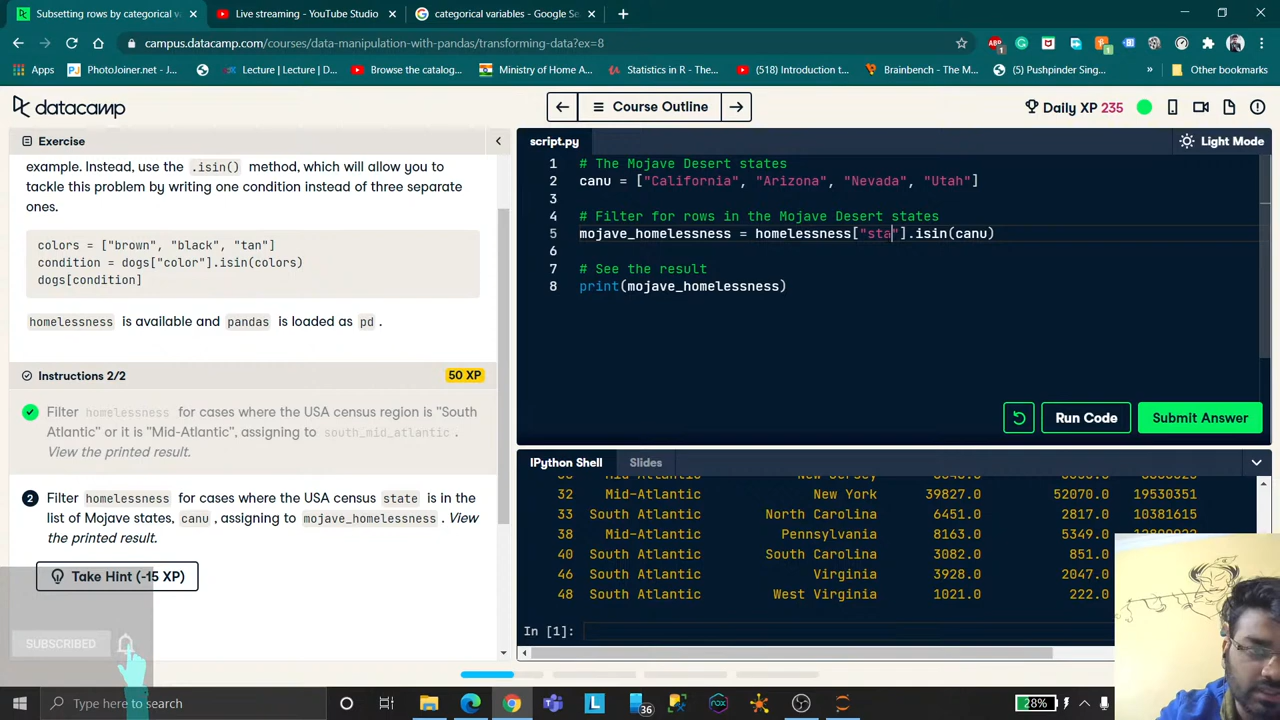 Subsetting rows by categorical v
Live streaming - YouTube Studio
categorical variables - Google Se
campus.datacamp.com/courses/data-manipulation-with-pandas/transforming-data?ex=8
Apps
PhotoJoiner.net - J...
Lecture | Lecture | D...
Browse the catalog...
Ministry of Home A...
Statistics in R - The...
(518) Introduction t...
Brainbench - The M...
(5) Pushpinder Sing...
Other bookmarks
datacamp
Course Outline
Daily XP 235
Exercise
example. Instead, use the .isin() method, which will allow you to
tackle this problem by writing one condition instead of three separate
ones.
colors = ["brown", "black", "tan"]
condition = dogs["color"].isin(colors)
dogs[condition]
homelessness is available and pandas is loaded as pd .
Instructions 2/2
50 XP
Filter homelessness for cases where the USA census region is "South
Atlantic" or it is "Mid-Atlantic", assigning to south_mid_atlantic .
View the printed result.
2
Filter homelessness for cases where the USA census state is in the
list of Mojave states, canu , assigning to mojave_homelessness . View
the printed result.
Take Hint (-15 XP)
SUBSCRIBED
script.py
Light Mode
1 # The Mojave Desert states
2 canu = ["California", "Arizona", "Nevada", "Utah"]
3
4 # Filter for rows in the Mojave Desert states
5 mojave_homelessness = homelessness["sta"].isin(canu)
6
7 # See the result
8 print(mojave_homelessness)
Run Code
Submit Answer
IPython Shell
Slides
32 Mid-Atlantic New York 39827.0 52070.0 19530351
33 South Atlantic North Carolina 6451.0 2817.0 10381615
38 Mid-Atlantic Pennsylvania 8163.0 5349.0
40 South Atlantic South Carolina 3082.0 851.0
46 South Atlantic Virginia 3928.0 2047.0
48 South Atlantic West Virginia 1021.0 222.0
In [1]:
Type here to search
36
28%